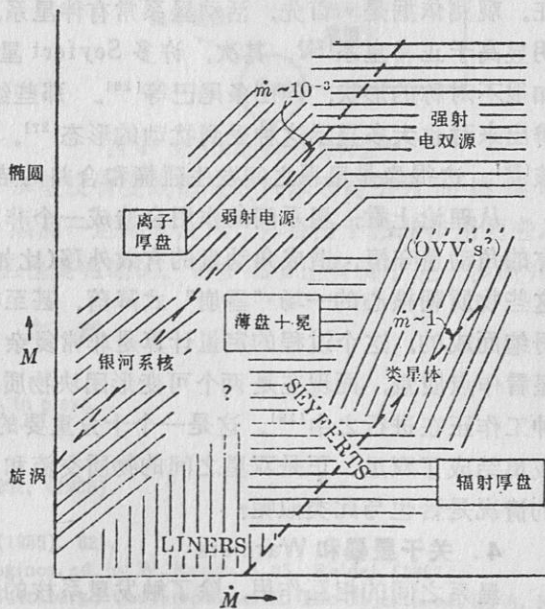 ṁ ~10⁻³
强射
电双源
椭圆
离子
厚盘
弱射电源
(OVV's?)
薄盘+冕
ṁ~1
Ṁ
银河系核
类星体
?
SEYFERTS
旋涡
辐射厚盘
LINERS
Ṁ